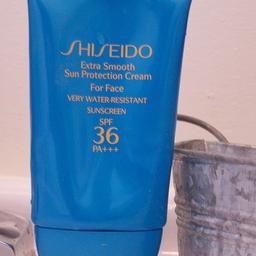 SHISEIDO
Extra Smooth
Sun Protection Cream
For Face
VERY WATER-RESISTANT
SUNSCREEN
SPF
36
PA+++